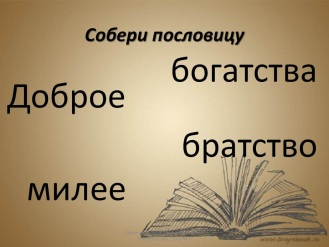 Собери пословицу
богатства
Доброе
братство
милее